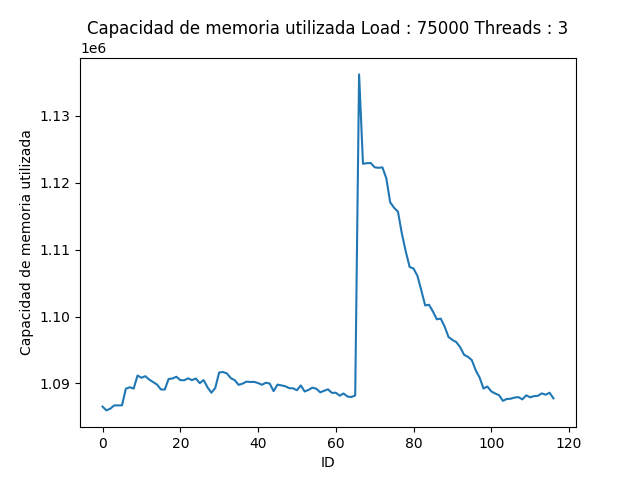 Capacidad de memoria utilizada Load : 75000 Threads : 3
1e6
1.13
1.12
1.11
1.10
1.09
Capacidad de memoria utilizada
0 20 40 60 80 100 120
ID